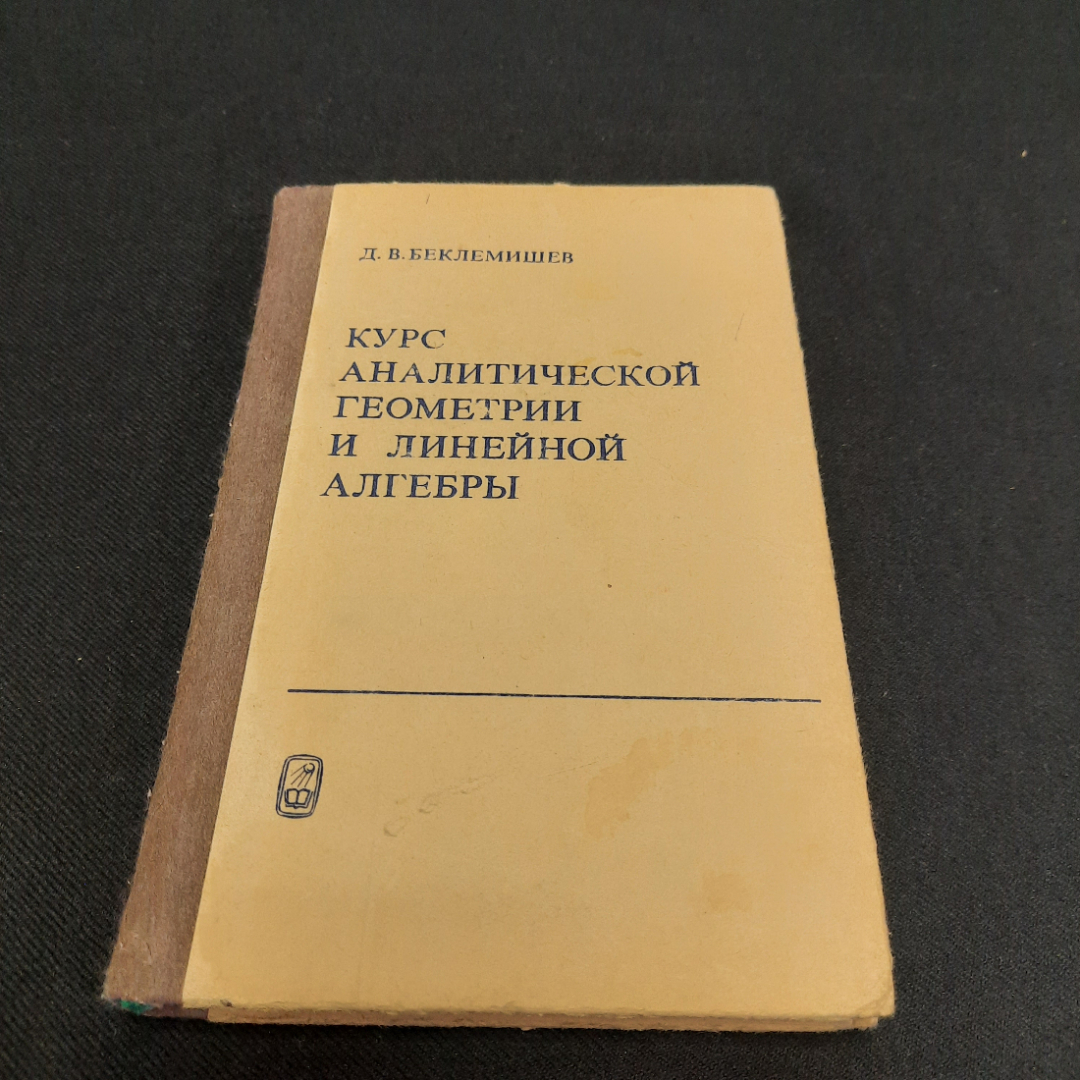 Д. В. БЕКЛЕМИШЕВ
КУРС
АНАЛИТИЧЕСКОЙ
ГЕОМЕТРИИ
И ЛИНЕЙНОЙ
АЛГЕБРЫ